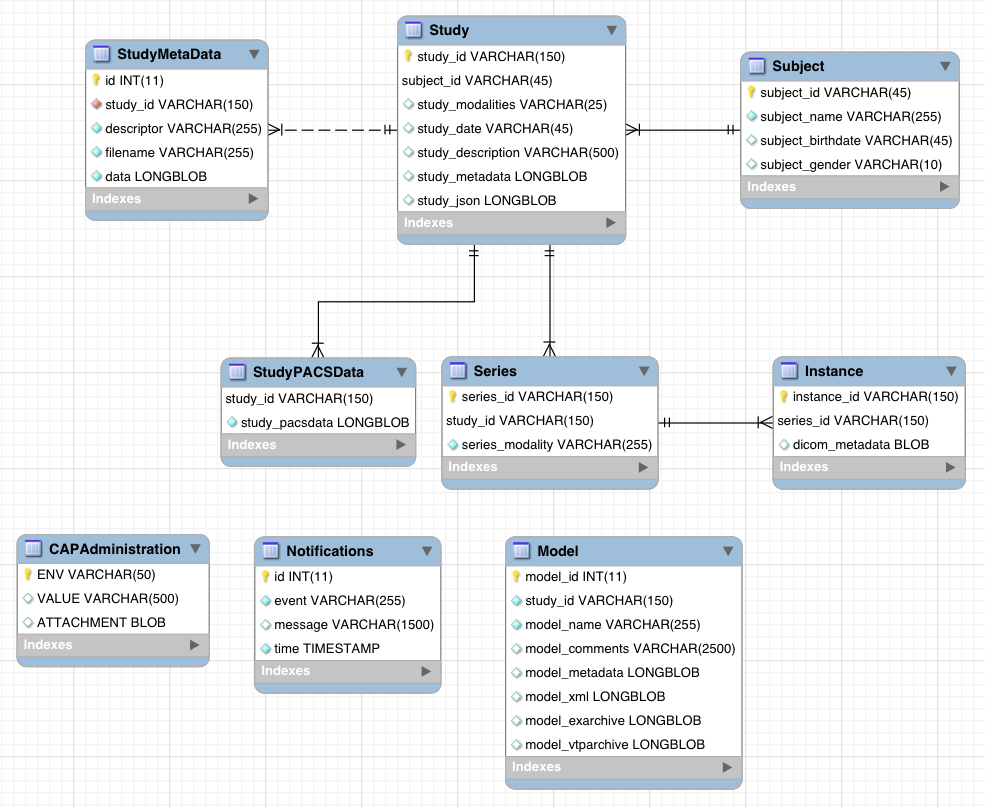 StudyMetaData
id INT(11)
study_id VARCHAR(150)
descriptor VARCHAR(255)
filename VARCHAR(255)
data LONGBLOB
Indexes
Study
study_id VARCHAR(150)
subject_id VARCHAR(45)
study_modalities VARCHAR(25)
study_date VARCHAR(45)
study_description VARCHAR(500)
study_metadata LONGBLOB
study_json LONGBLOB
Indexes
Subject
subject_id VARCHAR(45)
subject_name VARCHAR(255)
subject_birthdate VARCHAR(45)
subject_gender VARCHAR(10)
Indexes
StudyPACSData
study_id VARCHAR(150)
study_pacsdata LONGBLOB
Indexes
Series
series_id VARCHAR(150)
study_id VARCHAR(150)
series_modality VARCHAR(255)
Indexes
Instance
instance_id VARCHAR(150)
series_id VARCHAR(150)
dicom_metadata BLOB
Indexes
CAPAdministration
ENV VARCHAR(50)
VALUE VARCHAR(500)
ATTACHMENT BLOB
Indexes
Notifications
id INT(11)
event VARCHAR(255)
message VARCHAR(1500)
time TIMESTAMP
Indexes
Model
model_id INT(11)
study_id VARCHAR(150)
model_name VARCHAR(255)
model_comments VARCHAR(2500)
model_metadata LONGBLOB
model_xml LONGBLOB
model_exarchive LONGBLOB
model_vtparchive LONGBLOB
Indexes